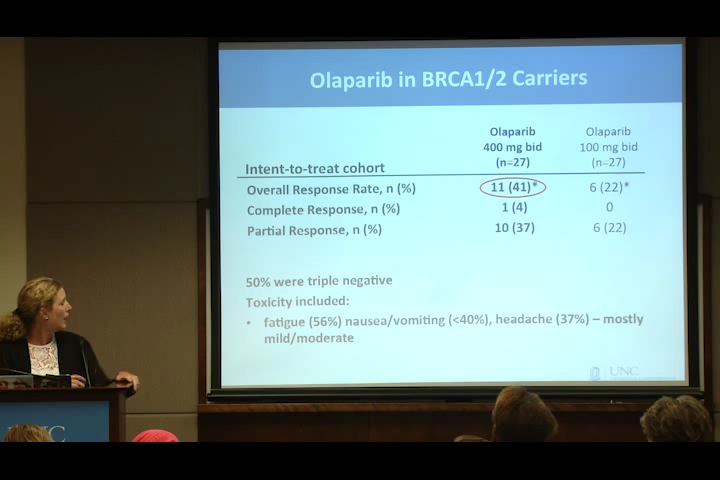 Olaparib in BRCA1/2 Carriers
Olaparib
400 mg bid
(n=27)
Olaparib
100 mg bid
(n=27)
Intent-to-treat cohort
Overall Response Rate, n (%) 11 (41)* 6 (22)*
Complete Response, n (%) 1 (4) 0
Partial Response, n (%) 10 (37) 6 (22)
50% were triple negative
Toxicity included:
• fatigue (56%) nausea/vomiting (<40%), headache (37%) – mostly
mild/moderate
UNC